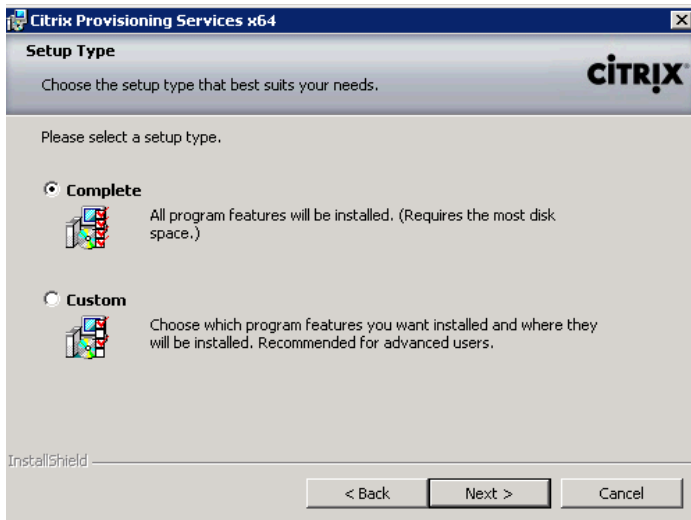 Citrix Provisioning Services x64
Setup Type
Choose the setup type that best suits your needs.
CITRIX
Please select a setup type.
Complete
All program features will be installed. (Requires the most disk
space.)
Custom
Choose which program features you want installed and where they
will be installed. Recommended for advanced users.
InstallShield
< Back Next > Cancel